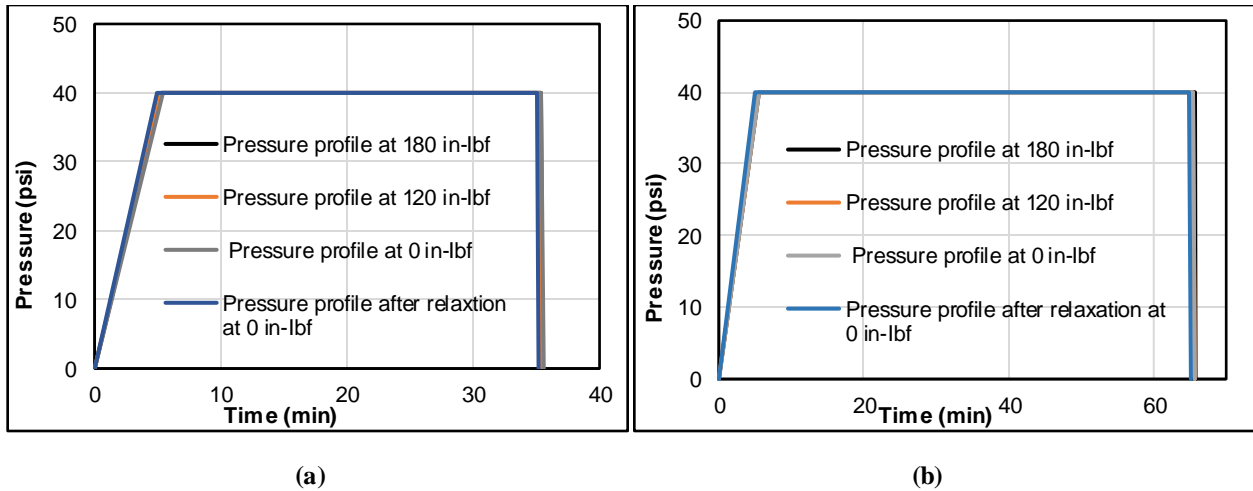 50
40
30
20
10
0
Pressure (psi)
Pressure profile at 180 in-lbf
Pressure profile at 120 in-lbf
Pressure profile at 0 in-lbf
Pressure profile after relaxtion
at 0 in-lbf
0 10 20 30 40
Time (min)
(a)
50
40
30
20
10
0
Pressure (psi)
Pressure profile at 180 in-lbf
Pressure profile at 120 in-lbf
Pressure profile at 0 in-lbf
Pressure profile after relaxation at
0 in-lbf
0 20 40 60
Time (min)
(b)